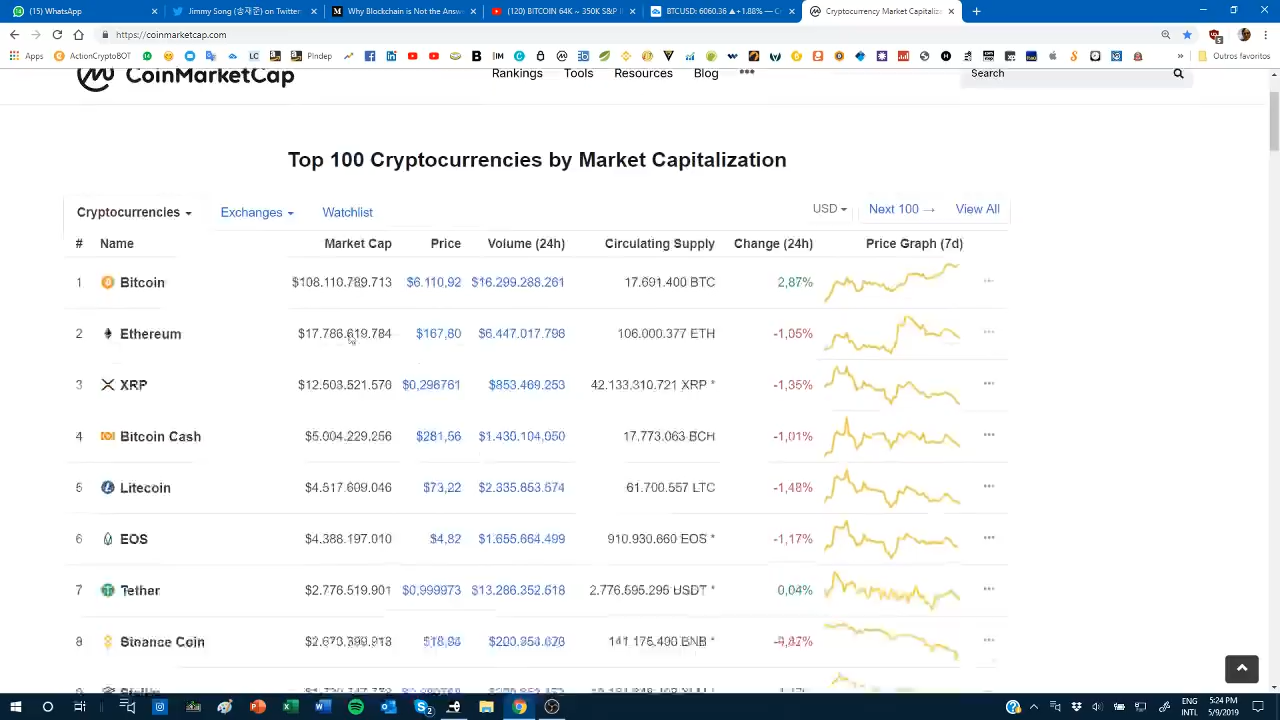 (15) WhatsApp
Jimmy Song (송재준) on Twitter
Why Blockchain is Not the Answe
(120) BITCOIN 64K ~ 350K S&P I
BTCUSD: 6060.36 ▲+1.88% — C
Cryptocurrency Market Capitaliz
https://coinmarketcap.com
Apps
ActionCryptoBOT
LC
Pindep
Outros favoritos
CoinMarketCap
Rankings
Tools
Resources
Blog
Search
Top 100 Cryptocurrencies by Market Capitalization
Cryptocurrencies
Exchanges
Watchlist
USD
Next 100 →
View All
# Name Market Cap Price Volume (24h) Circulating Supply Change (24h) Price Graph (7d)
1 Bitcoin $108.110.789.713 $6.110,92 $16.299.288.261 17.691.400 BTC 2,87%
2 Ethereum $17.786.619.784 $167,80 $6.447.017.796 106.000.377 ETH -1,05%
3 XRP $12.503.521.570 $0,296761 $853.469.253 42.133.310.721 XRP * -1,35%
4 Bitcoin Cash $5.004.229.256 $281,56 $1.430.104.050 17.773.063 BCH -1,01%
5 Litecoin $4.517.609.046 $73,22 $2.335.853.574 61.700.557 LTC -1,48%
6 EOS $4.388.197.010 $4,82 $1.655.664.499 910.930.660 EOS * -1,17%
7 Tether $2.776.519.901 $0,999973 $13.286.352.518 2.776.595.295 USDT * 0,04%
8 Binance Coin BNB *
ENG
INTL
5:24 PM
5/9/2019